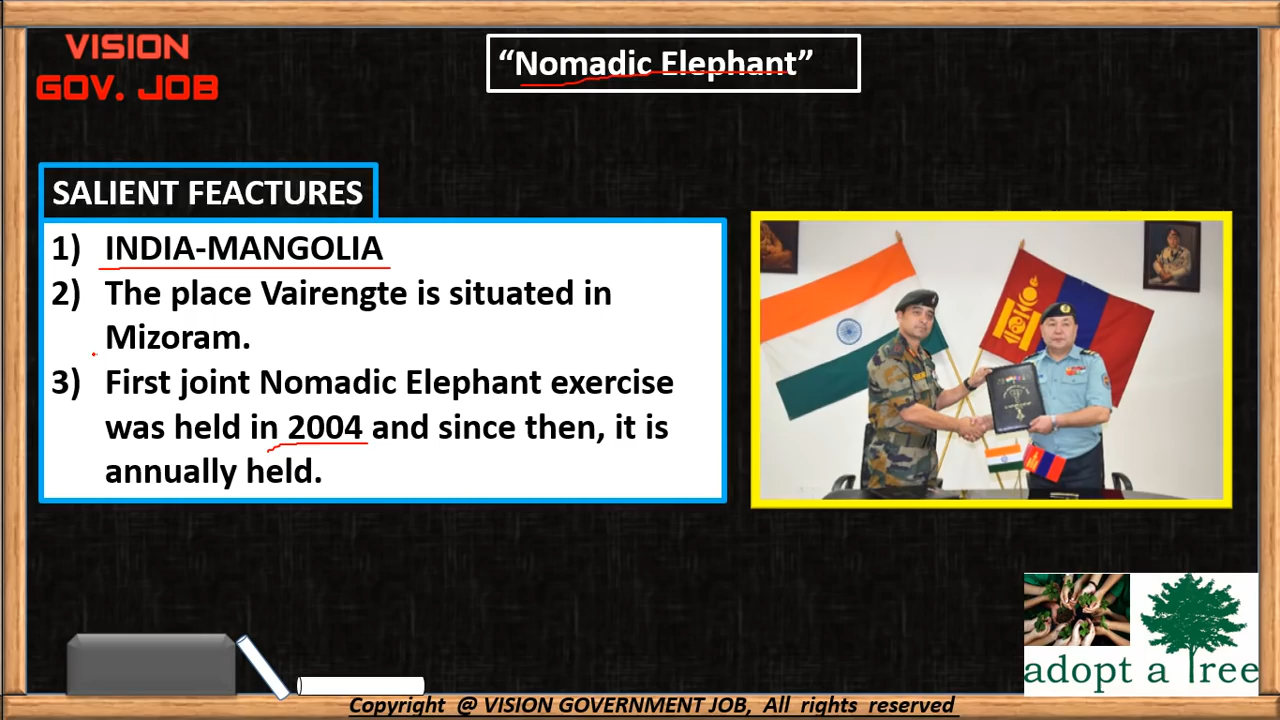 VISION
GOV. JOB
“Nomadic Elephant”
SALIENT FEACTURES
1) INDIA-MANGOLIA
2) The place Vairengte is situated in
Mizoram.
3) First joint Nomadic Elephant exercise
was held in 2004 and since then, it is
annually held.
adopt a Tree
Copyright @ VISION GOVERNMENT JOB, All rights reserved